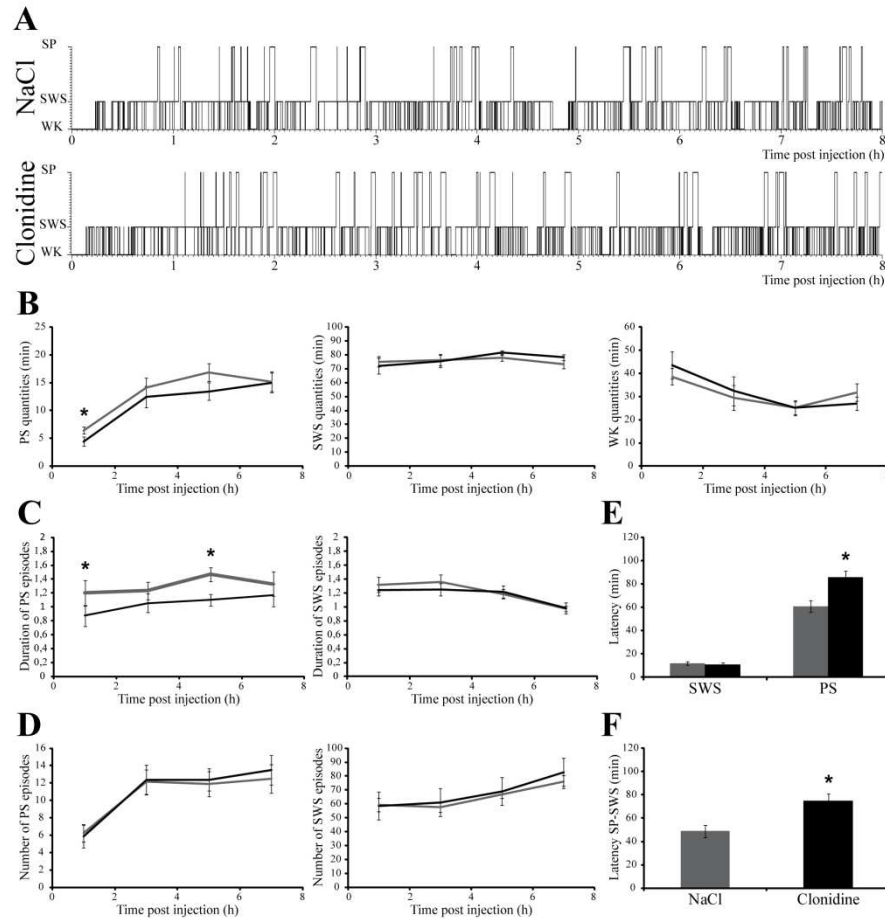 A
NaCl
SP
SWS
WK
0 1 2 3 4 5 6 7 8
Time post injection (h)
Clonidine
SP
SWS
WK
0 1 2 3 4 5 6 7 8
Time post injection (h)
B
PS quantities (min)
25
20
15
10
5
0
*
0 2 4 6 8
Time post injection (h)
SWS quantities (min)
100
90
80
70
60
50
40
30
20
10
0
0 2 4 6 8
Time post injection (h)
WK quantities (min)
60
50
40
30
20
10
0
0 2 4 6
Time post injection (h)
C
Duration of PS episodes
2
1,8
1,6
1,4
1,2
1
0,8
0,6
0,4
0,2
0
* *
0 2 4 6 8
Time post injection (h)
Duration of SWS episodes
2
1,8
1,6
1,4
1,2
1
0,8
0,6
0,4
0,2
0
0 2 4 6 8
Time post injection (h)
E
Latency (min)
120
100
80
60
40
20
0
*
SWS PS
D
Number of PS episodes
16
14
12
10
8
6
4
2
0
0 2 4 6 8
Time post injection (h)
Number of SWS episodes
100
90
80
70
60
50
40
30
20
10
0
0 2 4 6 8
Time post injection (h)
F
Latency SP-SWS (min)
120
100
80
60
40
20
0
*
NaCl Clonidine